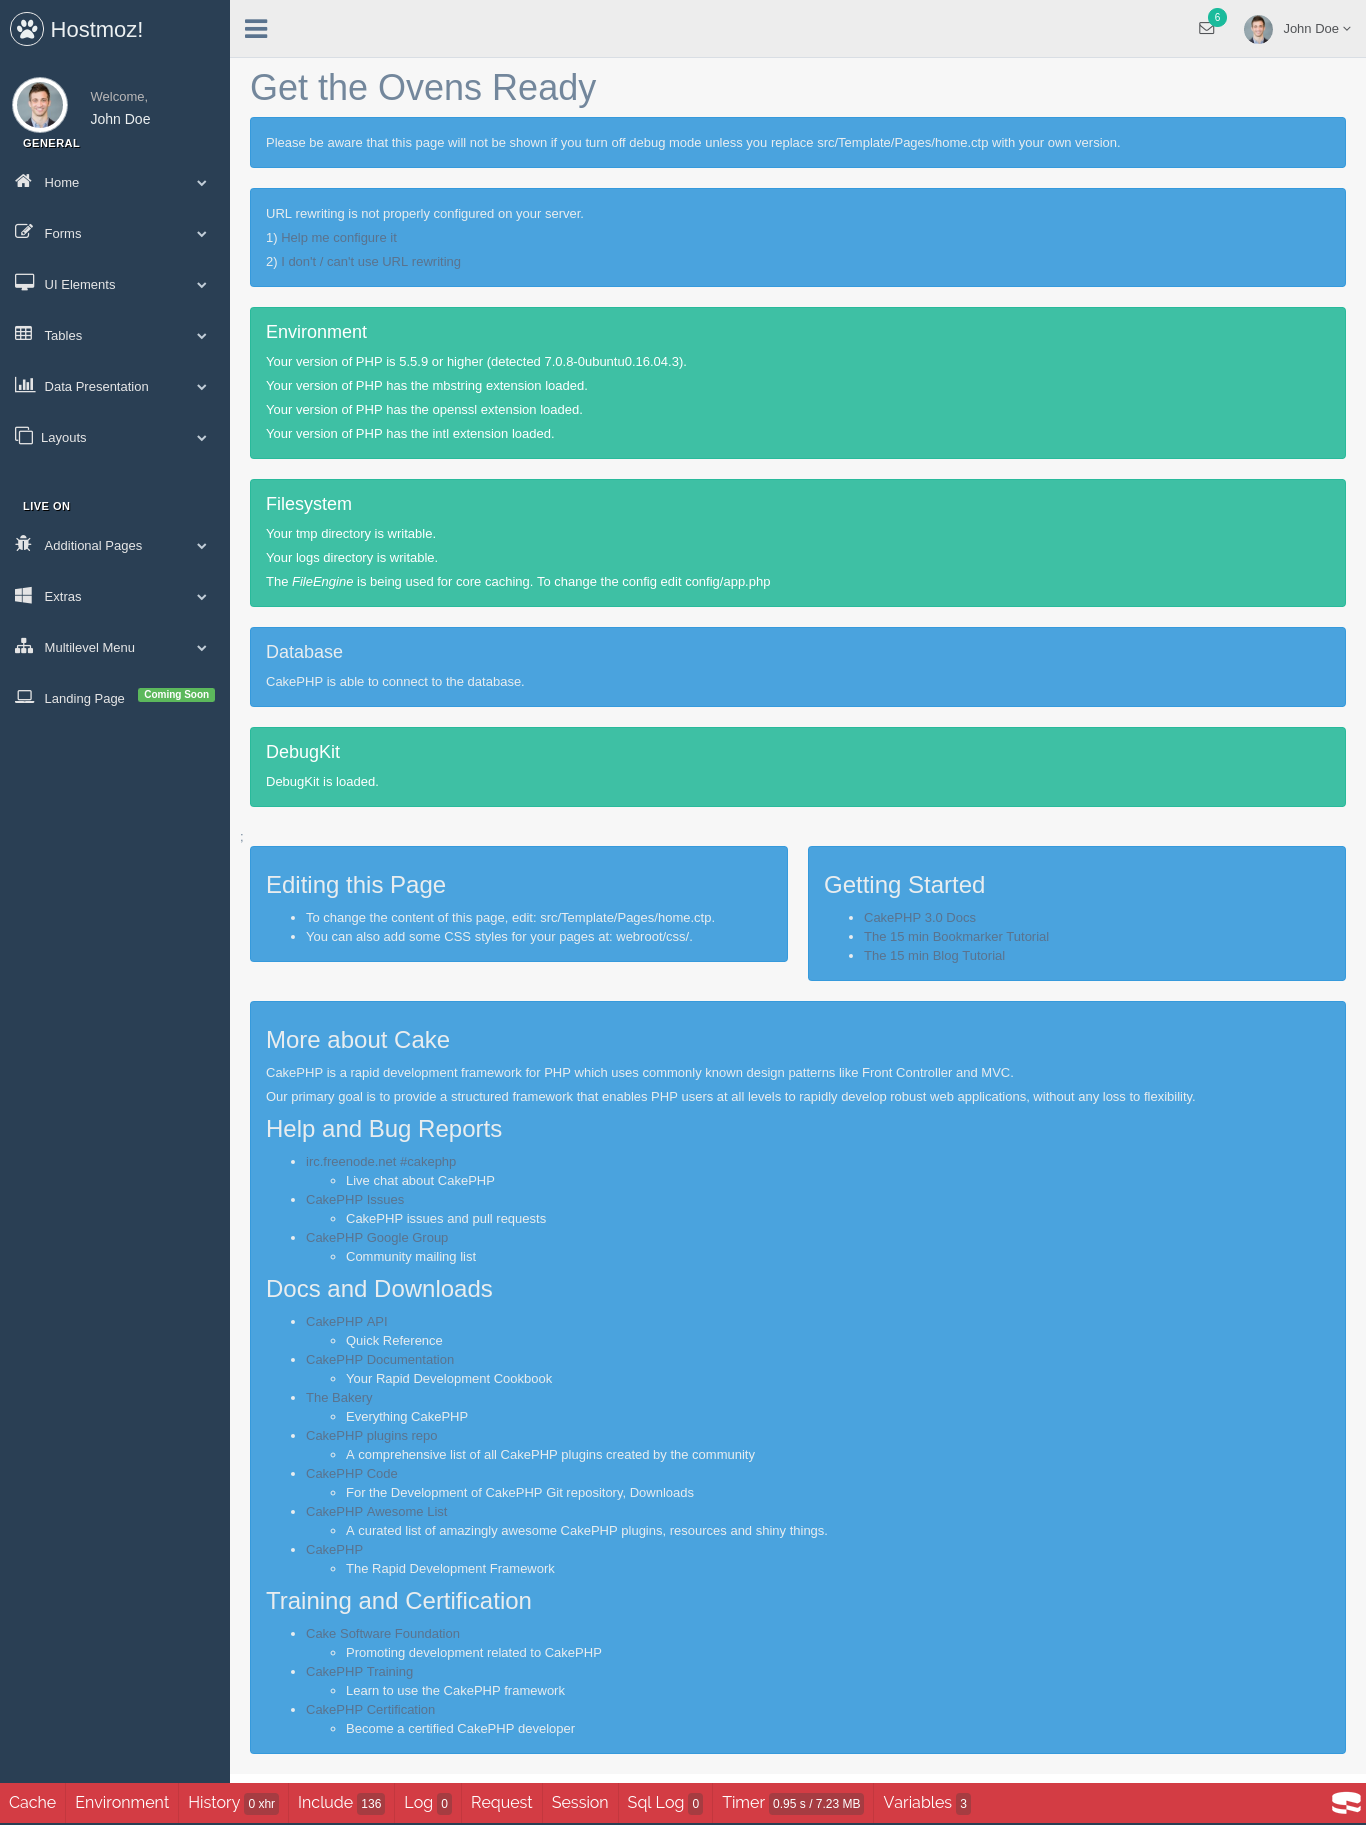 Hostmoz!
6
John Doe
Welcome,
John Doe
GENERAL
Home
Forms
UI Elements
Tables
Data Presentation
Layouts
LIVE ON
Additional Pages
Extras
Multilevel Menu
Landing Page Coming Soon
Get the Ovens Ready
Please be aware that this page will not be shown if you turn off debug mode unless you replace src/Template/Pages/home.ctp with your own version.
URL rewriting is not properly configured on your server.
1) Help me configure it
2) I don't / can't use URL rewriting
Environment
Your version of PHP is 5.5.9 or higher (detected 7.0.8-0ubuntu0.16.04.3).
Your version of PHP has the mbstring extension loaded.
Your version of PHP has the openssl extension loaded.
Your version of PHP has the intl extension loaded.
Filesystem
Your tmp directory is writable.
Your logs directory is writable.
The FileEngine is being used for core caching. To change the config edit config/app.php
Database
CakePHP is able to connect to the database.
DebugKit
DebugKit is loaded.
;
Editing this Page
To change the content of this page, edit: src/Template/Pages/home.ctp.
You can also add some CSS styles for your pages at: webroot/css/.
Getting Started
CakePHP 3.0 Docs
The 15 min Bookmarker Tutorial
The 15 min Blog Tutorial
More about Cake
CakePHP is a rapid development framework for PHP which uses commonly known design patterns like Front Controller and MVC.
Our primary goal is to provide a structured framework that enables PHP users at all levels to rapidly develop robust web applications, without any loss to flexibility.
Help and Bug Reports
irc.freenode.net #cakephp
Live chat about CakePHP
CakePHP Issues
CakePHP issues and pull requests
CakePHP Google Group
Community mailing list
Docs and Downloads
CakePHP API
Quick Reference
CakePHP Documentation
Your Rapid Development Cookbook
The Bakery
Everything CakePHP
CakePHP plugins repo
A comprehensive list of all CakePHP plugins created by the community
CakePHP Code
For the Development of CakePHP Git repository, Downloads
CakePHP Awesome List
A curated list of amazingly awesome CakePHP plugins, resources and shiny things.
CakePHP
The Rapid Development Framework
Training and Certification
Cake Software Foundation
Promoting development related to CakePHP
CakePHP Training
Learn to use the CakePHP framework
CakePHP Certification
Become a certified CakePHP developer
Cache Environment History 0 xhr Include 136 Log 0 Request Session Sql Log 0 Timer 0.95 s / 7.23 MB Variables 3